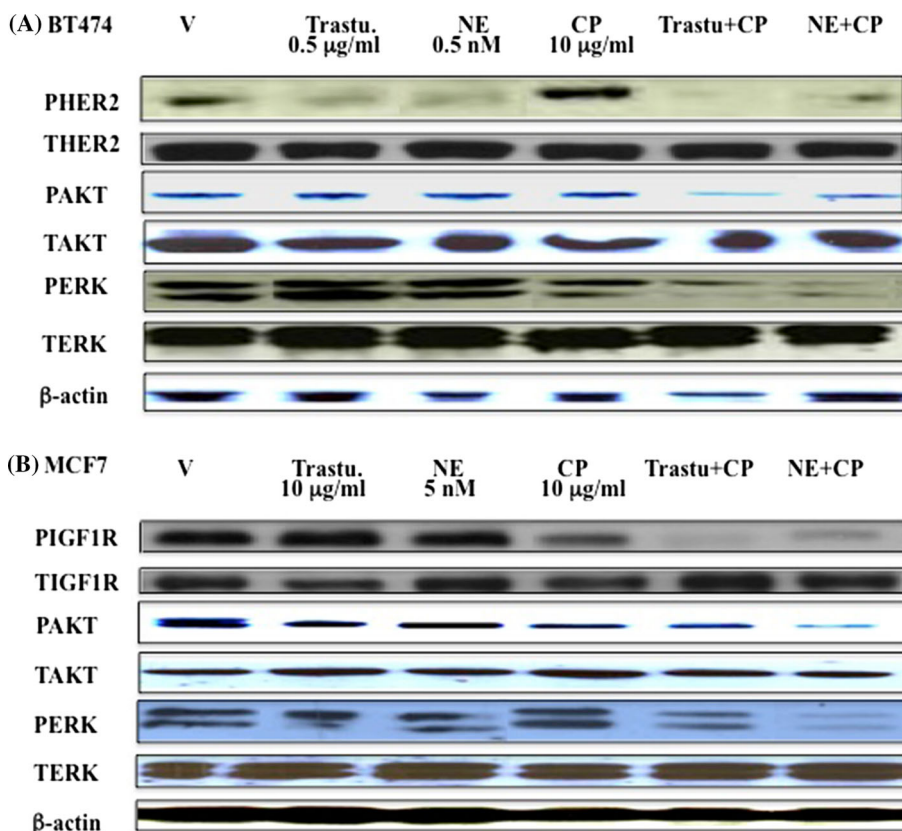 (A) BT474 V Trastu. NE CP Trastu+CP NE+CP
0.5 μg/ml 0.5 nM 10 μg/ml
PHER2
THER2
PAKT
TAKT
PERK
TERK
β-actin
(B) MCF7 V Trastu. NE CP Trastu+CP NE+CP
10 μg/ml 5 nM 10 μg/ml
PIGF1R
TIGF1R
PAKT
TAKT
PERK
TERK
β-actin